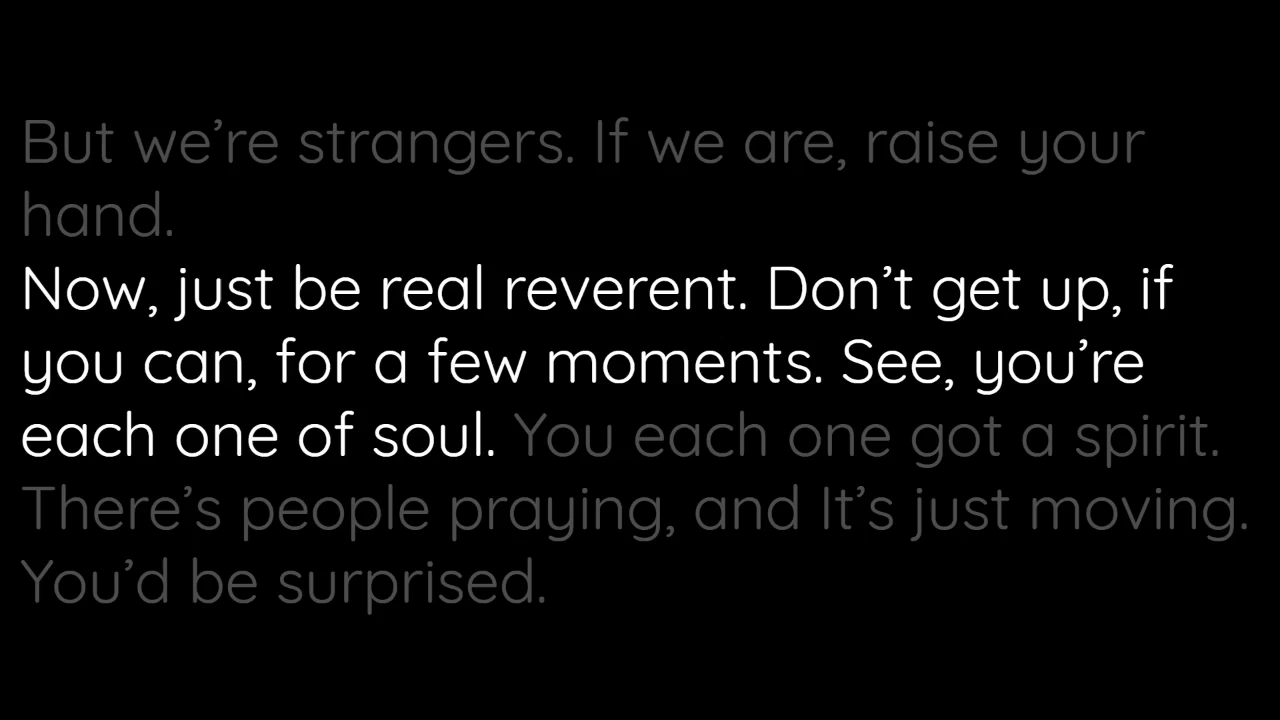 But we’re strangers. If we are, raise your
hand.
Now, just be real reverent. Don’t get up, if
you can, for a few moments. See, you’re
each one of soul. You each one got a spirit.
There’s people praying, and It’s just moving.
You’d be surprised.